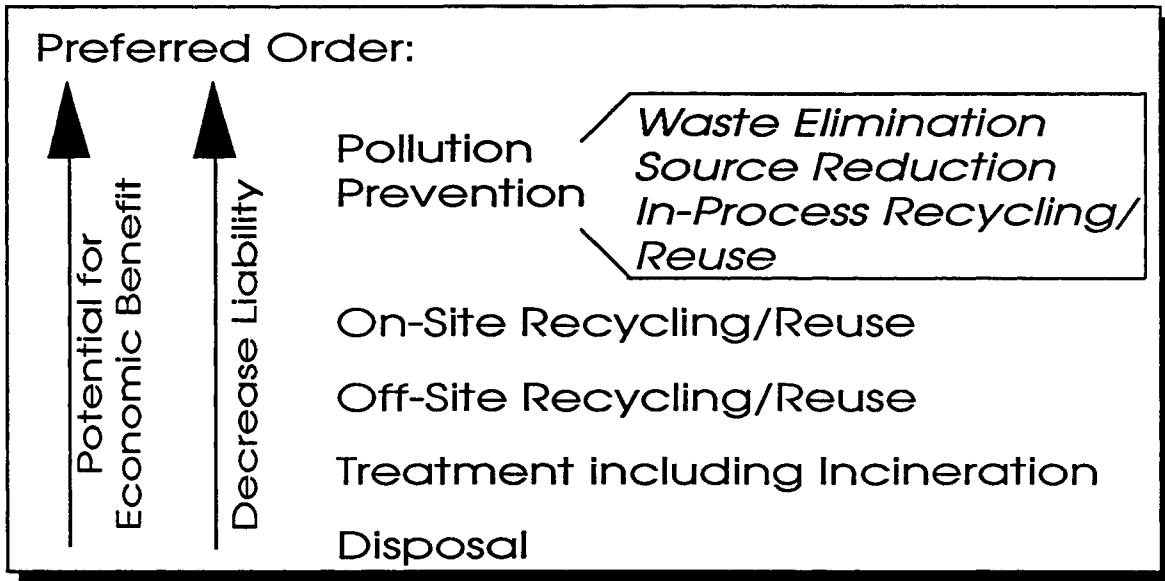 Preferred Order:
Potential for
Economic Benefit
Decrease Liability
Pollution
Prevention
Waste Elimination
Source Reduction
In-Process Recycling/
Reuse
On-Site Recycling/Reuse
Off-Site Recycling/Reuse
Treatment including Incineration
Disposal